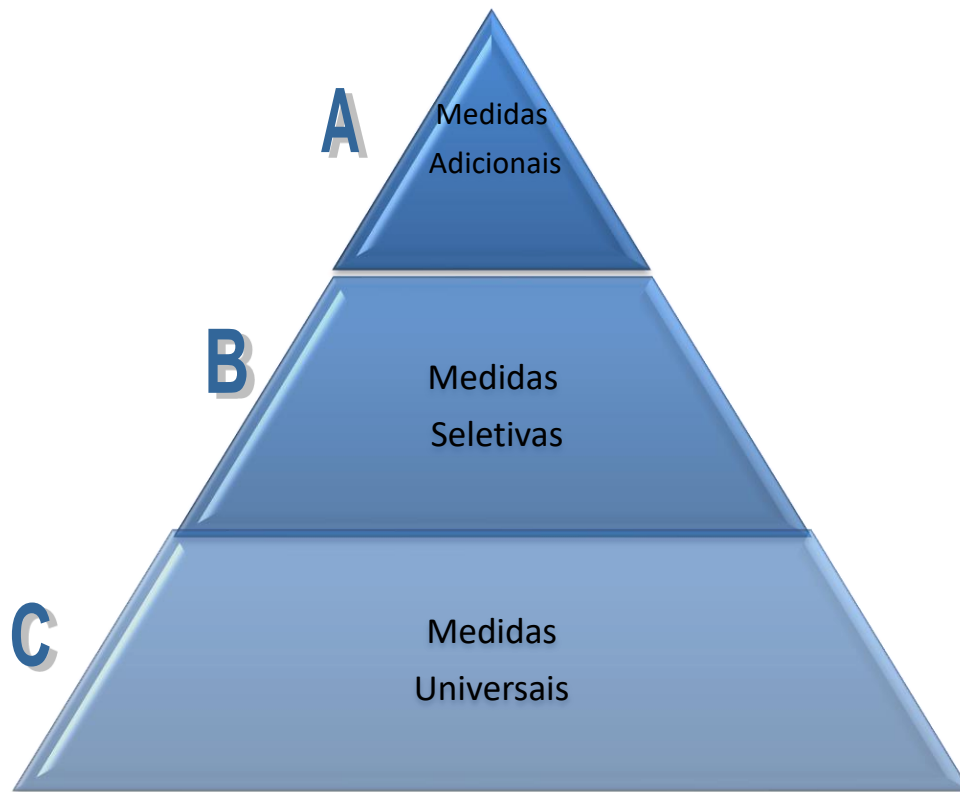 A
Medidas
Adicionais
B
Medidas
Seletivas
C
Medidas
Universais